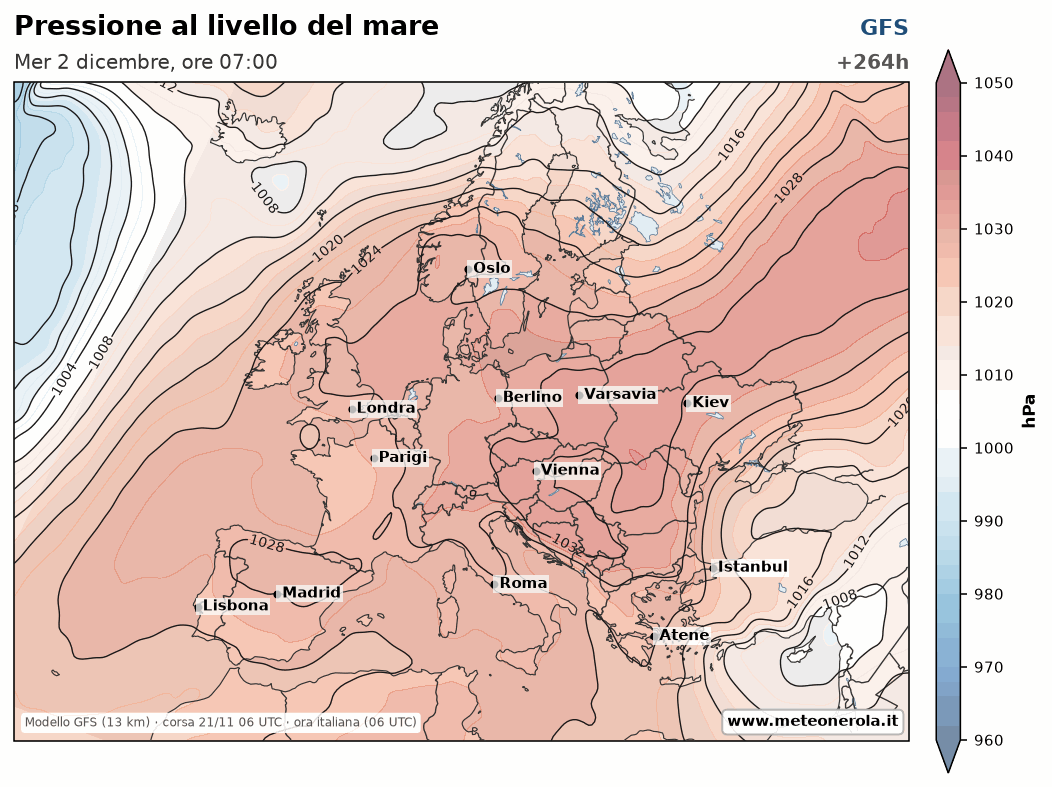 Pressione al livello del mare
GFS
Mer 2 dicembre, ore 07:00
+264h
12
1050
1016
1040
1028
1008
1020
1024
Oslo
1030
1020
1008
1004
1010
Berlino
Varsavia
Kiev
Londra
hPa
1000
Parigi
Vienna
990
1028
1012
Istanbul
1016
1008
980
Roma
Madrid
Lisbona
Atene
970
Modello GFS (13 km) · corsa 21/11 06 UTC · ora italiana (06 UTC)
www.meteonerola.it
960